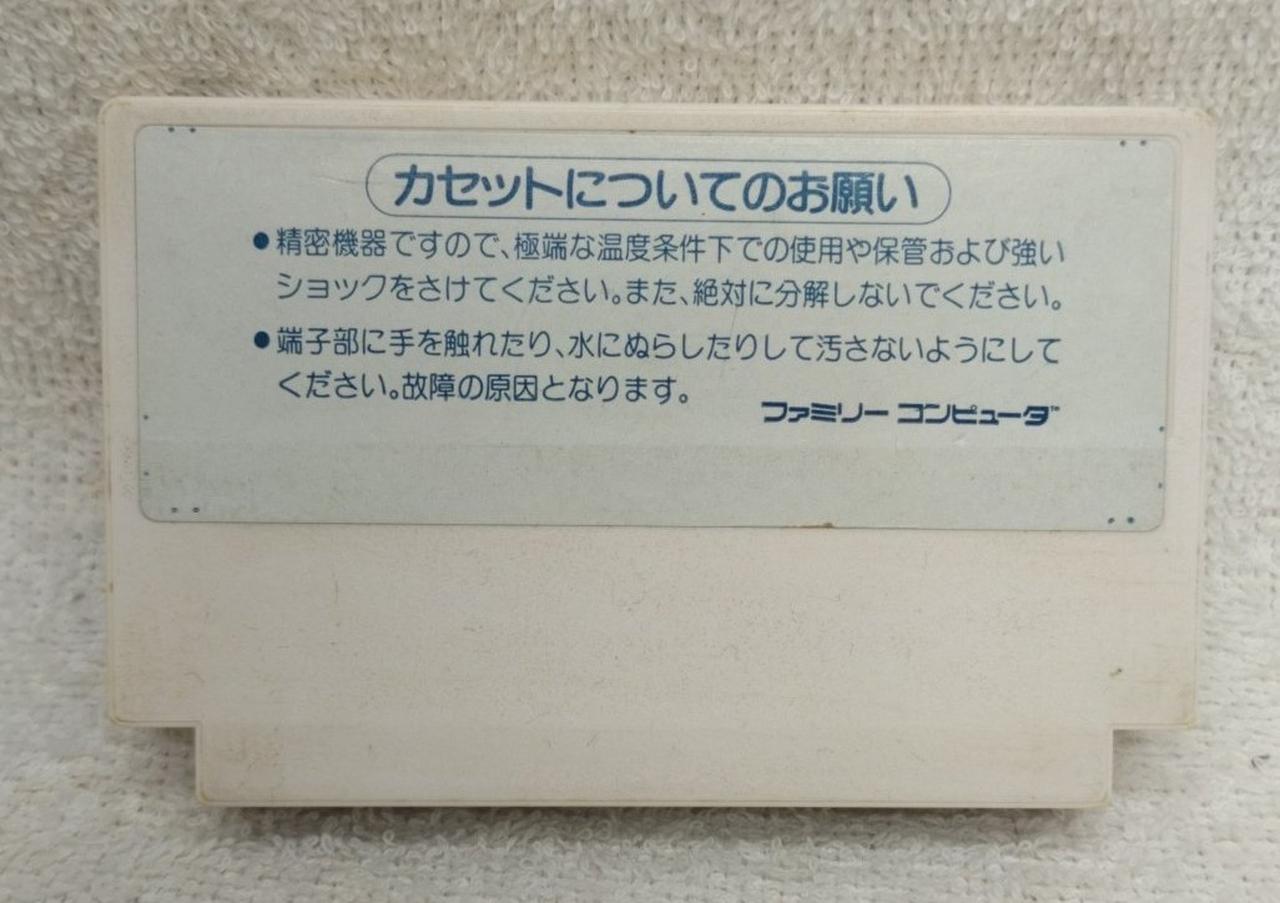 カセットについてのお願い
●精密機器ですので、極端な温度条件下での使用や保管および強い
ショックをさけてください。また、絶対に分解しないでください。
●端子部に手を触れたり、水にぬらしたりして汚さないようにして
ください。故障の原因となります。
ファミリー コンピュータ™